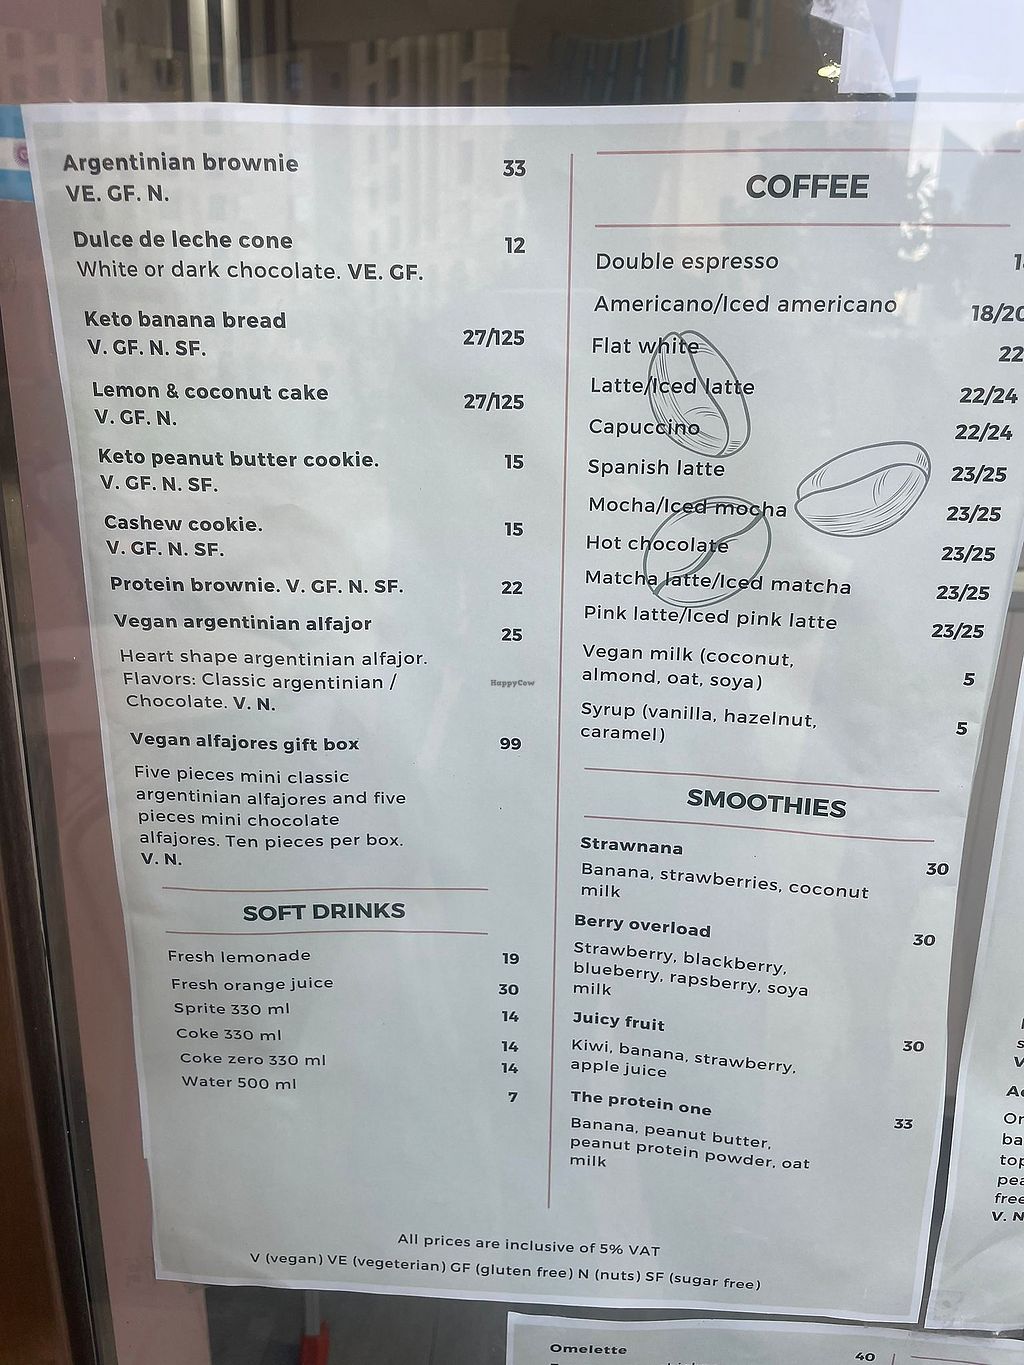 Argentinian brownie 33
VE. GF. N.
Dulce de leche cone 12
White or dark chocolate. VE. GF.
Keto banana bread 27/125
V. GF. N. SF.
Lemon & coconut cake 27/125
V. GF. N.
Keto peanut butter cookie. 15
V. GF. N. SF.
Cashew cookie. 15
V. GF. N. SF.
Protein brownie. V. GF. N. SF. 22
Vegan argentinian alfajor 25
Heart shape argentinian alfajor.
Flavors: Classic argentinian /
Chocolate. V. N.
Vegan alfajores gift box 99
Five pieces mini classic
argentinian alfajores and five
pieces mini chocolate
alfajores. Ten pieces per box.
V. N.
SOFT DRINKS
Fresh lemonade 19
Fresh orange juice 30
Sprite 330 ml 14
Coke 330 ml 14
Coke zero 330 ml 14
Water 500 ml 7
HappyCow
COFFEE
Double espresso
Americano/Iced americano 18/20
Flat white 22
Latte/Iced latte 22/24
Capuccino 22/24
Spanish latte 23/25
Mocha/Iced mocha 23/25
Hot chocolate 23/25
Matcha latte/Iced matcha 23/25
Pink latte/Iced pink latte 23/25
Vegan milk (coconut,
almond, oat, soya) 5
Syrup (vanilla, hazelnut,
caramel) 5
SMOOTHIES
Strawnana 30
Banana, strawberries, coconut
milk
Berry overload 30
Strawberry, blackberry,
blueberry, rapsberry, soya
milk
Juicy fruit 30
Kiwi, banana, strawberry,
apple juice
The protein one 33
Banana, peanut butter,
peanut protein powder, oat
milk
All prices are inclusive of 5% VAT
V (vegan) VE (vegeterian) GF (gluten free) N (nuts) SF (sugar free)
Omelette 40